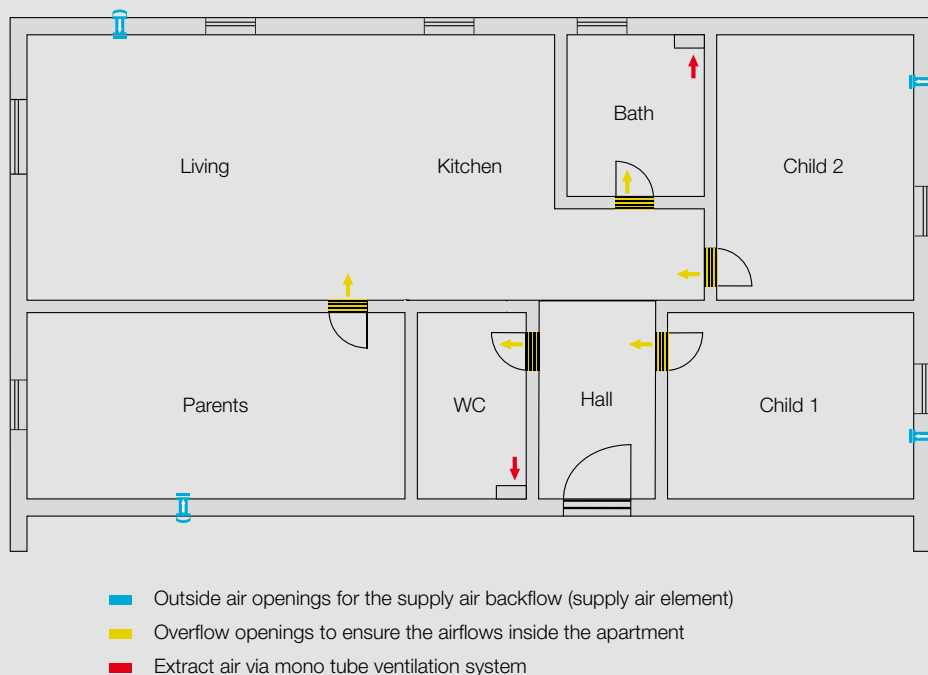 Bath
Living
Kitchen
Child 2
Parents
WC
Hall
Child 1
Outside air openings for the supply air backflow (supply air element)
Overflow openings to ensure the airflows inside the apartment
Extract air via mono tube ventilation system